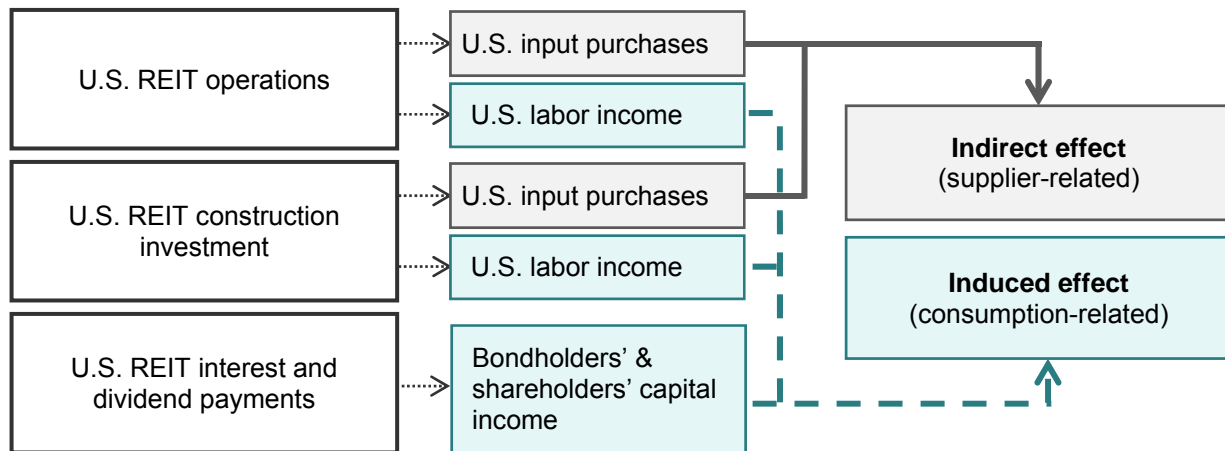 U.S. REIT operations
U.S. input purchases
U.S. labor income
U.S. REIT construction
investment
U.S. input purchases
U.S. labor income
U.S. REIT interest and
dividend payments
Bondholders’ &
shareholders’ capital
income
Indirect effect
(supplier-related)
Induced effect
(consumption-related)